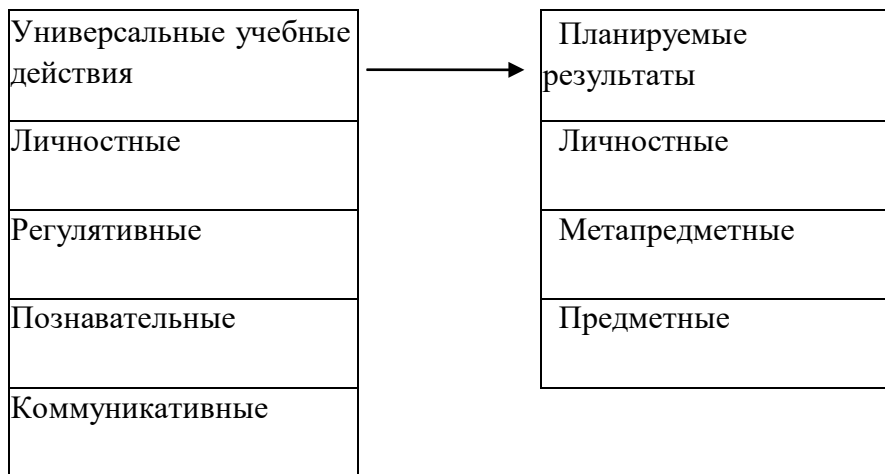 Универсальные учебные
действия
Личностные
Регулятивные
Познавательные
Коммуникативные
Планируемые
результаты
Личностные
Метапредметные
Предметные